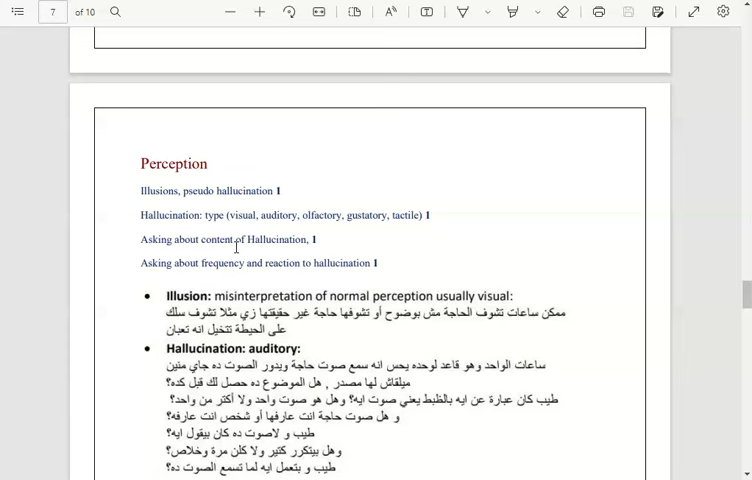 7 of 10
Perception
Illusions, pseudo hallucination 1
Hallucination: type (visual, auditory, olfactory, gustatory, tactile) 1
Asking about content of Hallucination, 1
Asking about frequency and reaction to hallucination 1
• Illusion: misinterpretation of normal perception usually visual:
ممكن ساعات تشوف الحاجة مش بوضوح أو تشوفها حاجة غير حقيقتها زي مثلا تشوف سلك
على الحيطة تتخيل انه تعبان
• Hallucination: auditory:
ساعات الواحد وهو قاعد لوحده يحس انه سمع صوت حاجة ويدور الصوت ده جاي منين
ميلقاش لها مصدر , هل الموضوع ده حصل لك قبل كده؟
طيب كان عبارة عن ايه بالظبط يعني صوت ايه؟ وهل هو صوت واحد ولا أكتر من واحد؟
و هل صوت حاجة انت عارفها أو شخص انت عارفه؟
طيب و لاصوت ده كان بيقول ايه؟
وهل بيتكرر كتير ولا كلن مرة وخلاص؟
طيب و بتعمل ايه لما تسمع الصوت ده؟